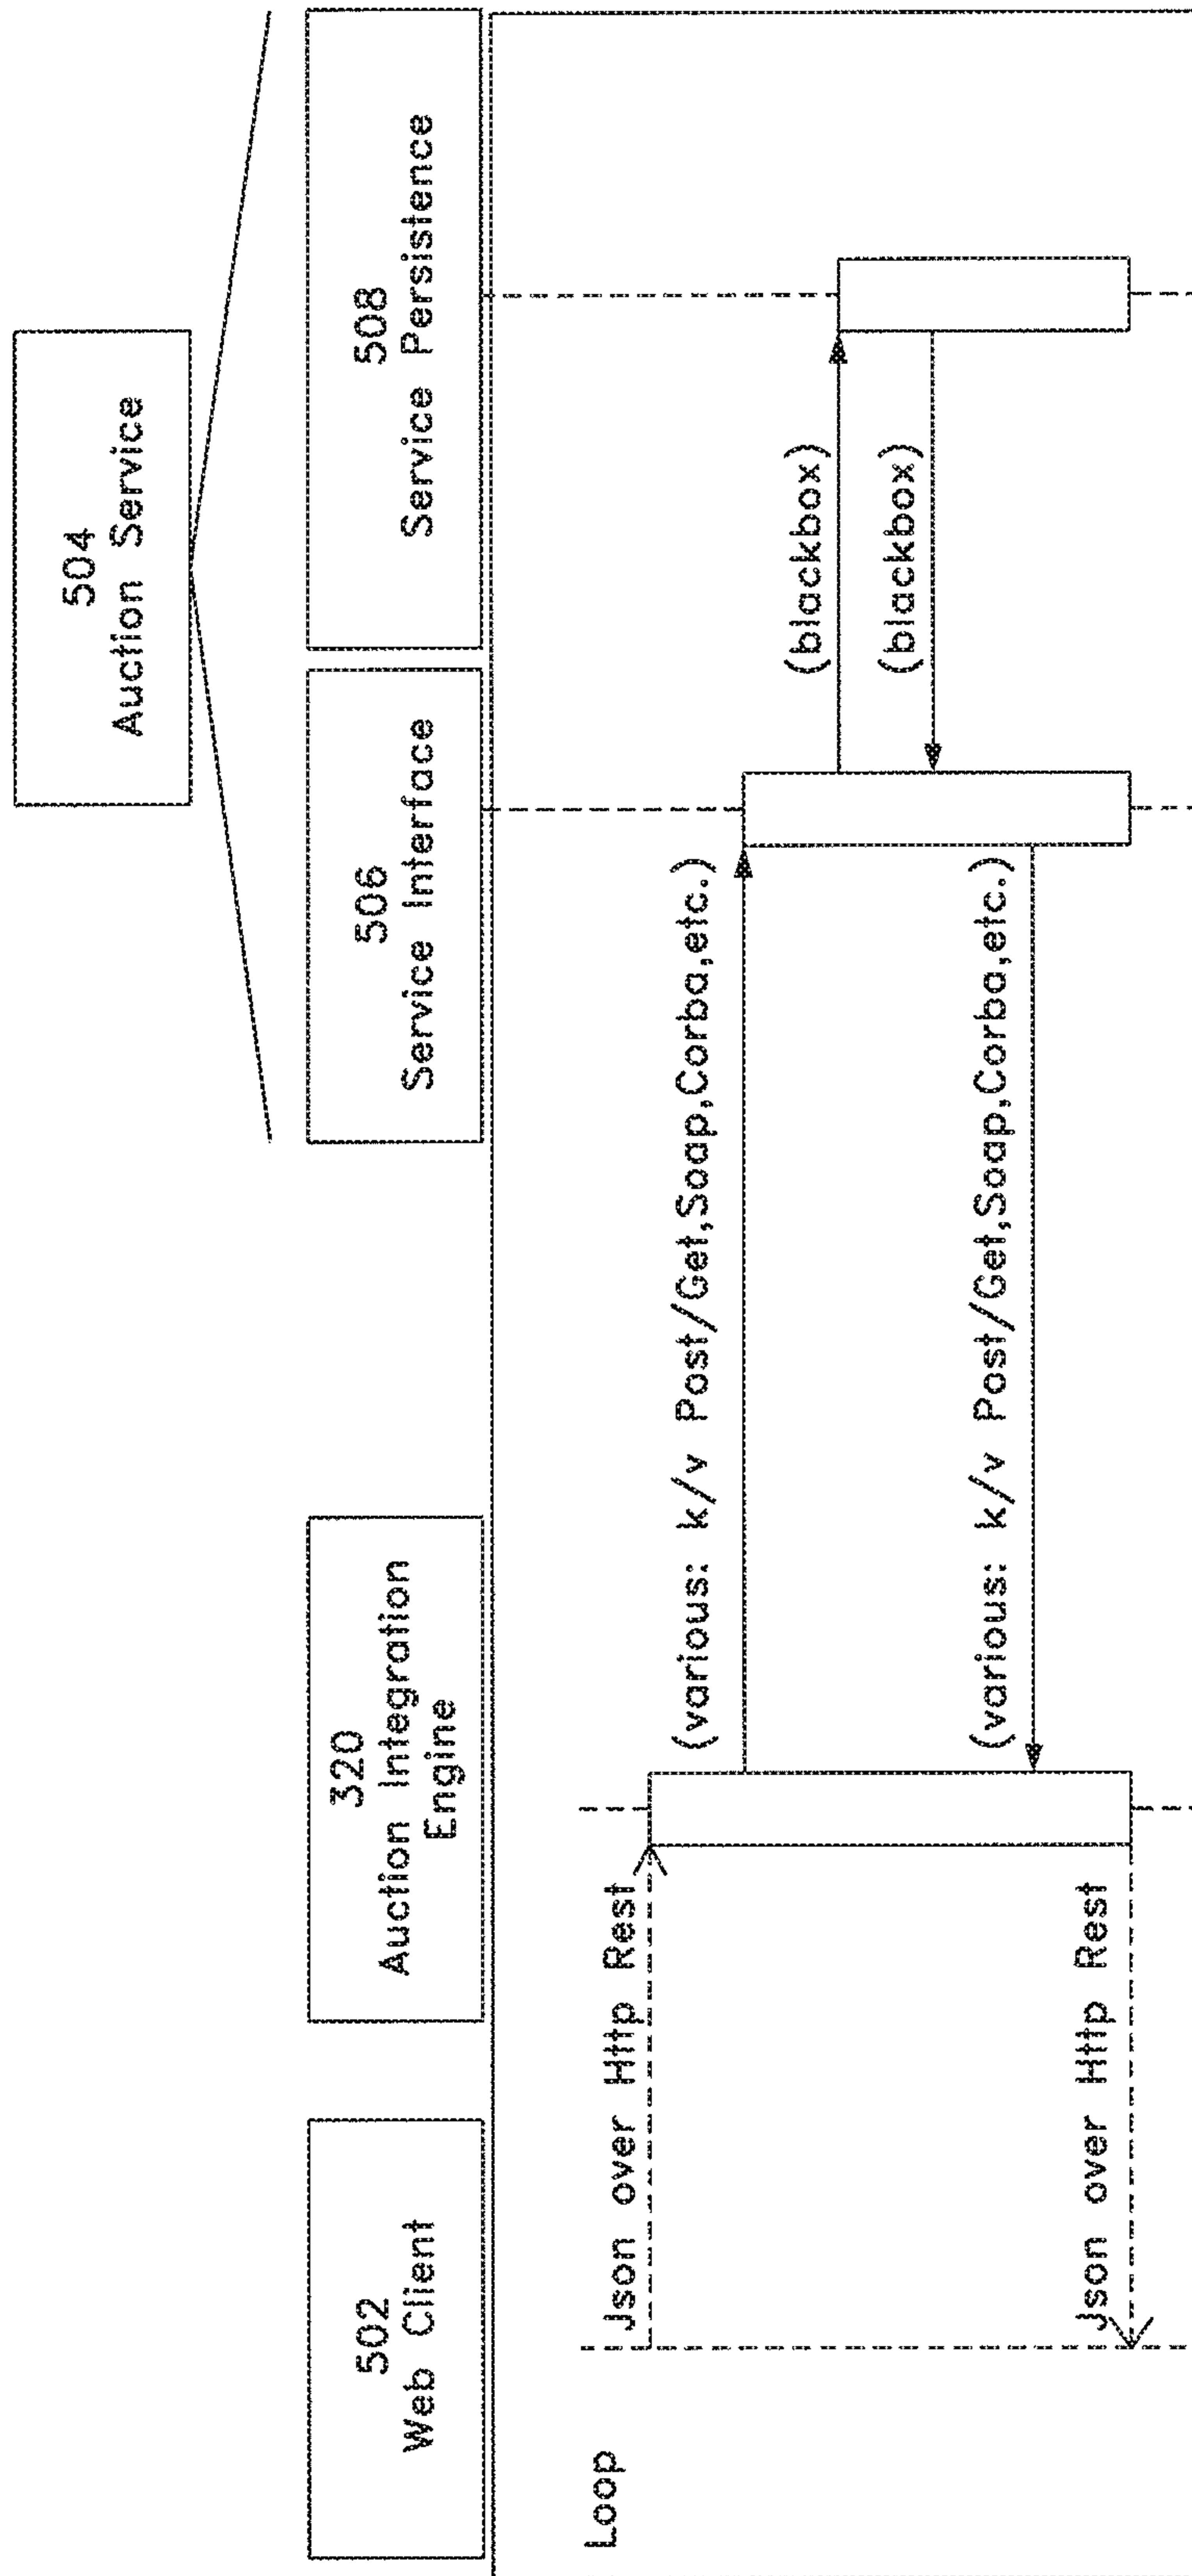 504
Auction Service
502
Web Client
320
Auction Integration
Engine
506
Service Interface
508
Service Persistence
Loop
Json over Http Rest
(various: k/v Post/Get,Soap,Corba,etc.)
(blackbox)
(blackbox)
(various: k/v Post/Get,Soap,Corba,etc.)
Json over Http Rest